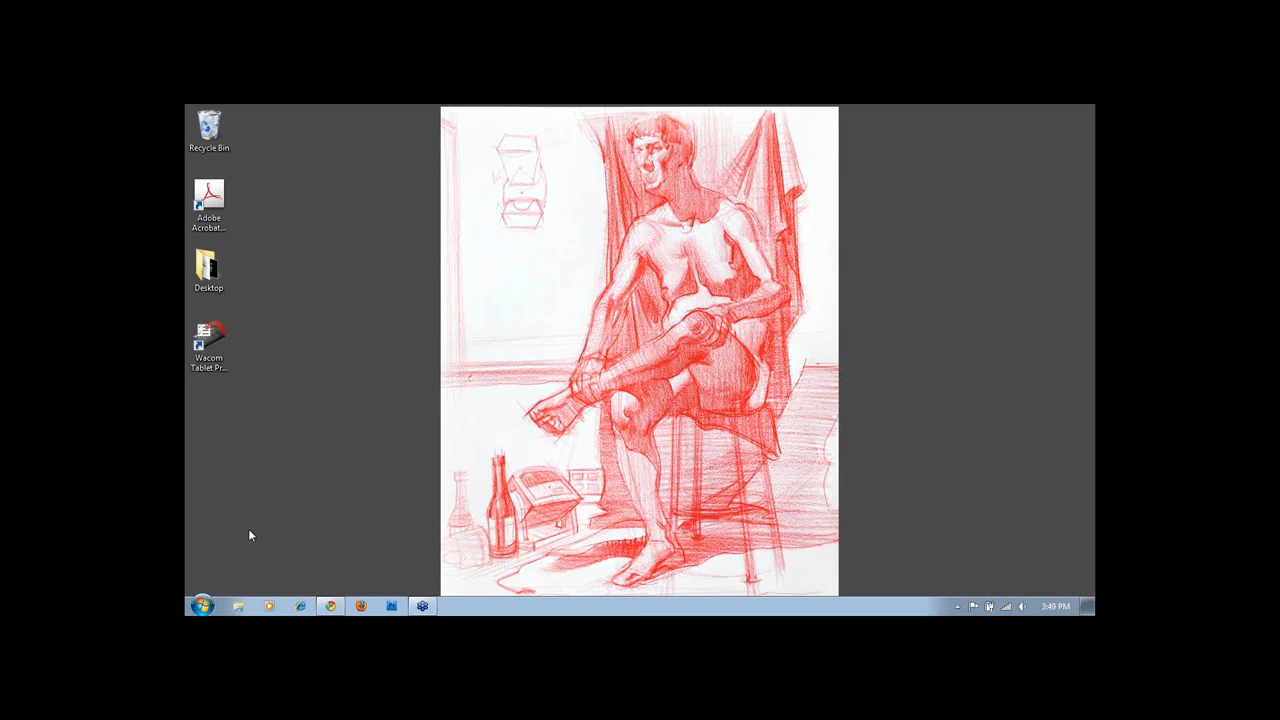 Recycle Bin
Adobe
Acrobat...
Desktop
Wacom
Tablet Pr...
3:49 PM